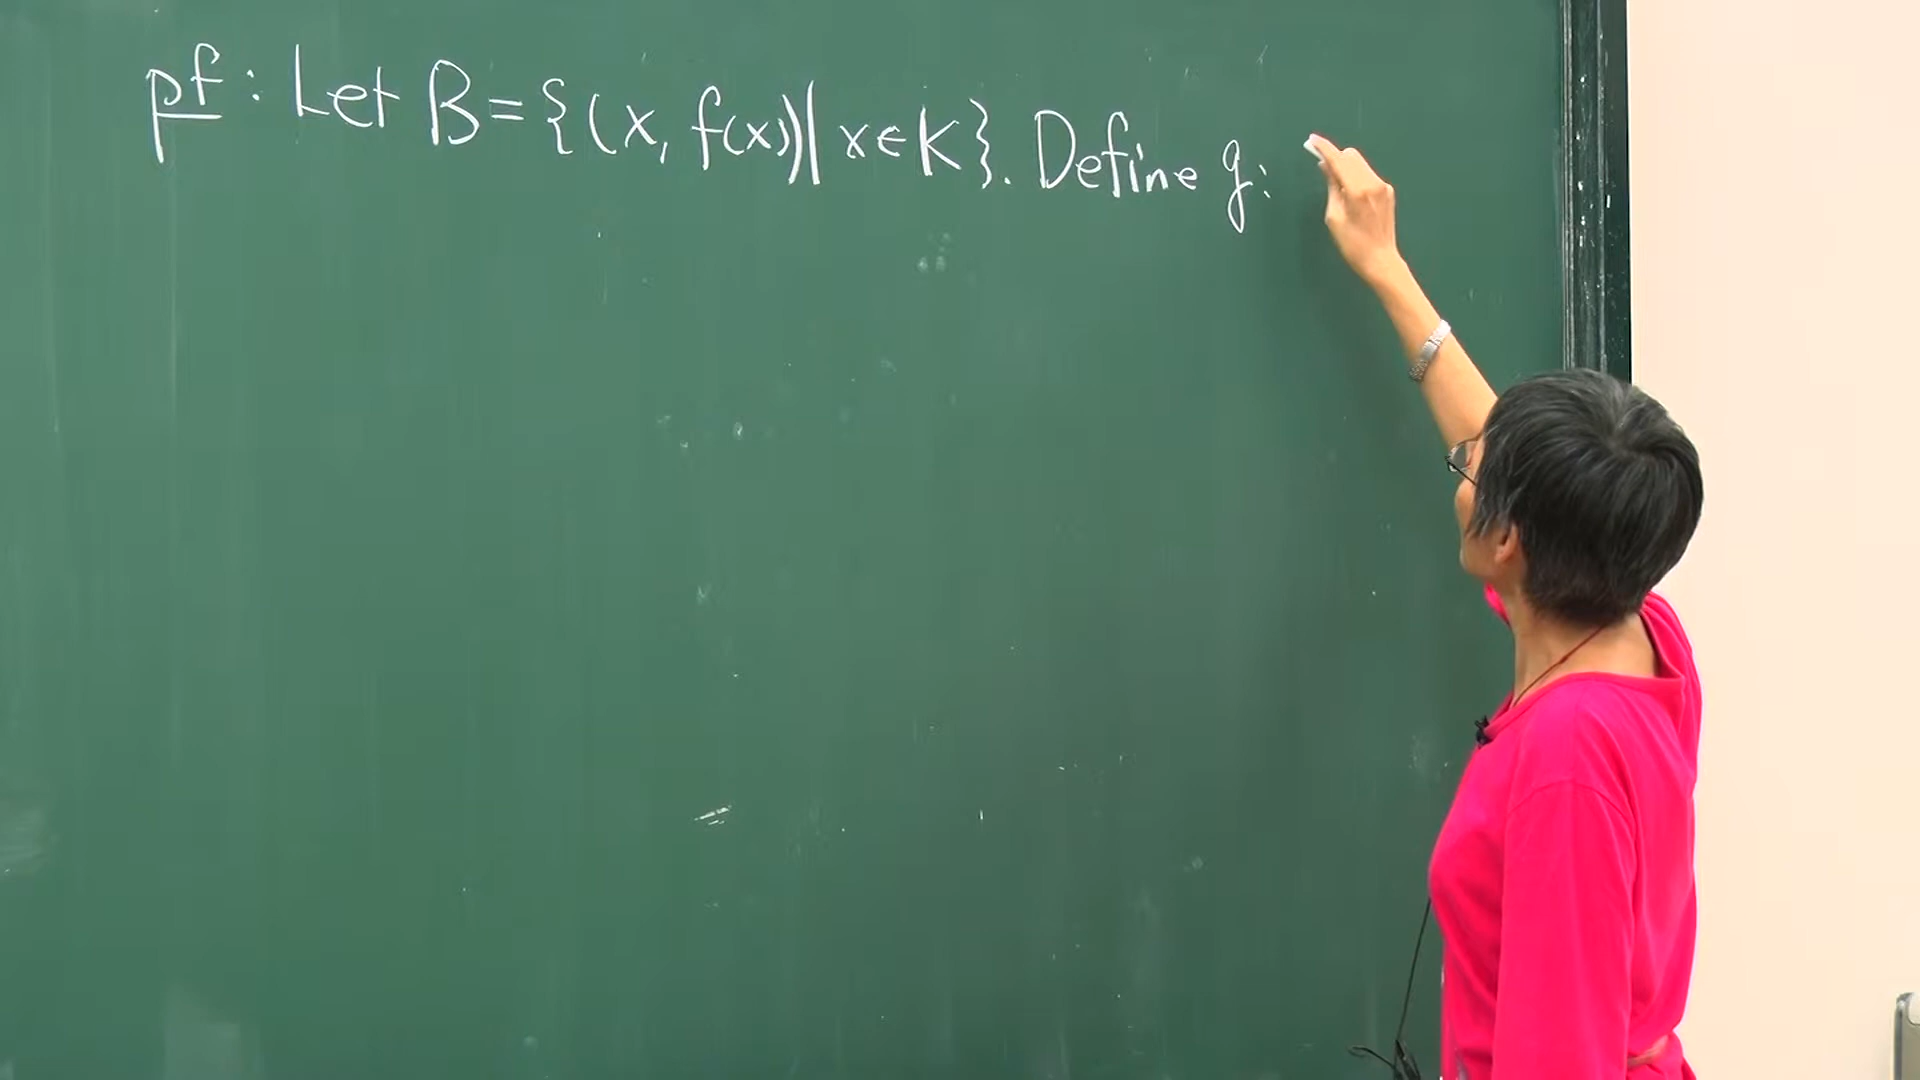 pf: Let B={(x, f(x))| x∈K}. Define g: